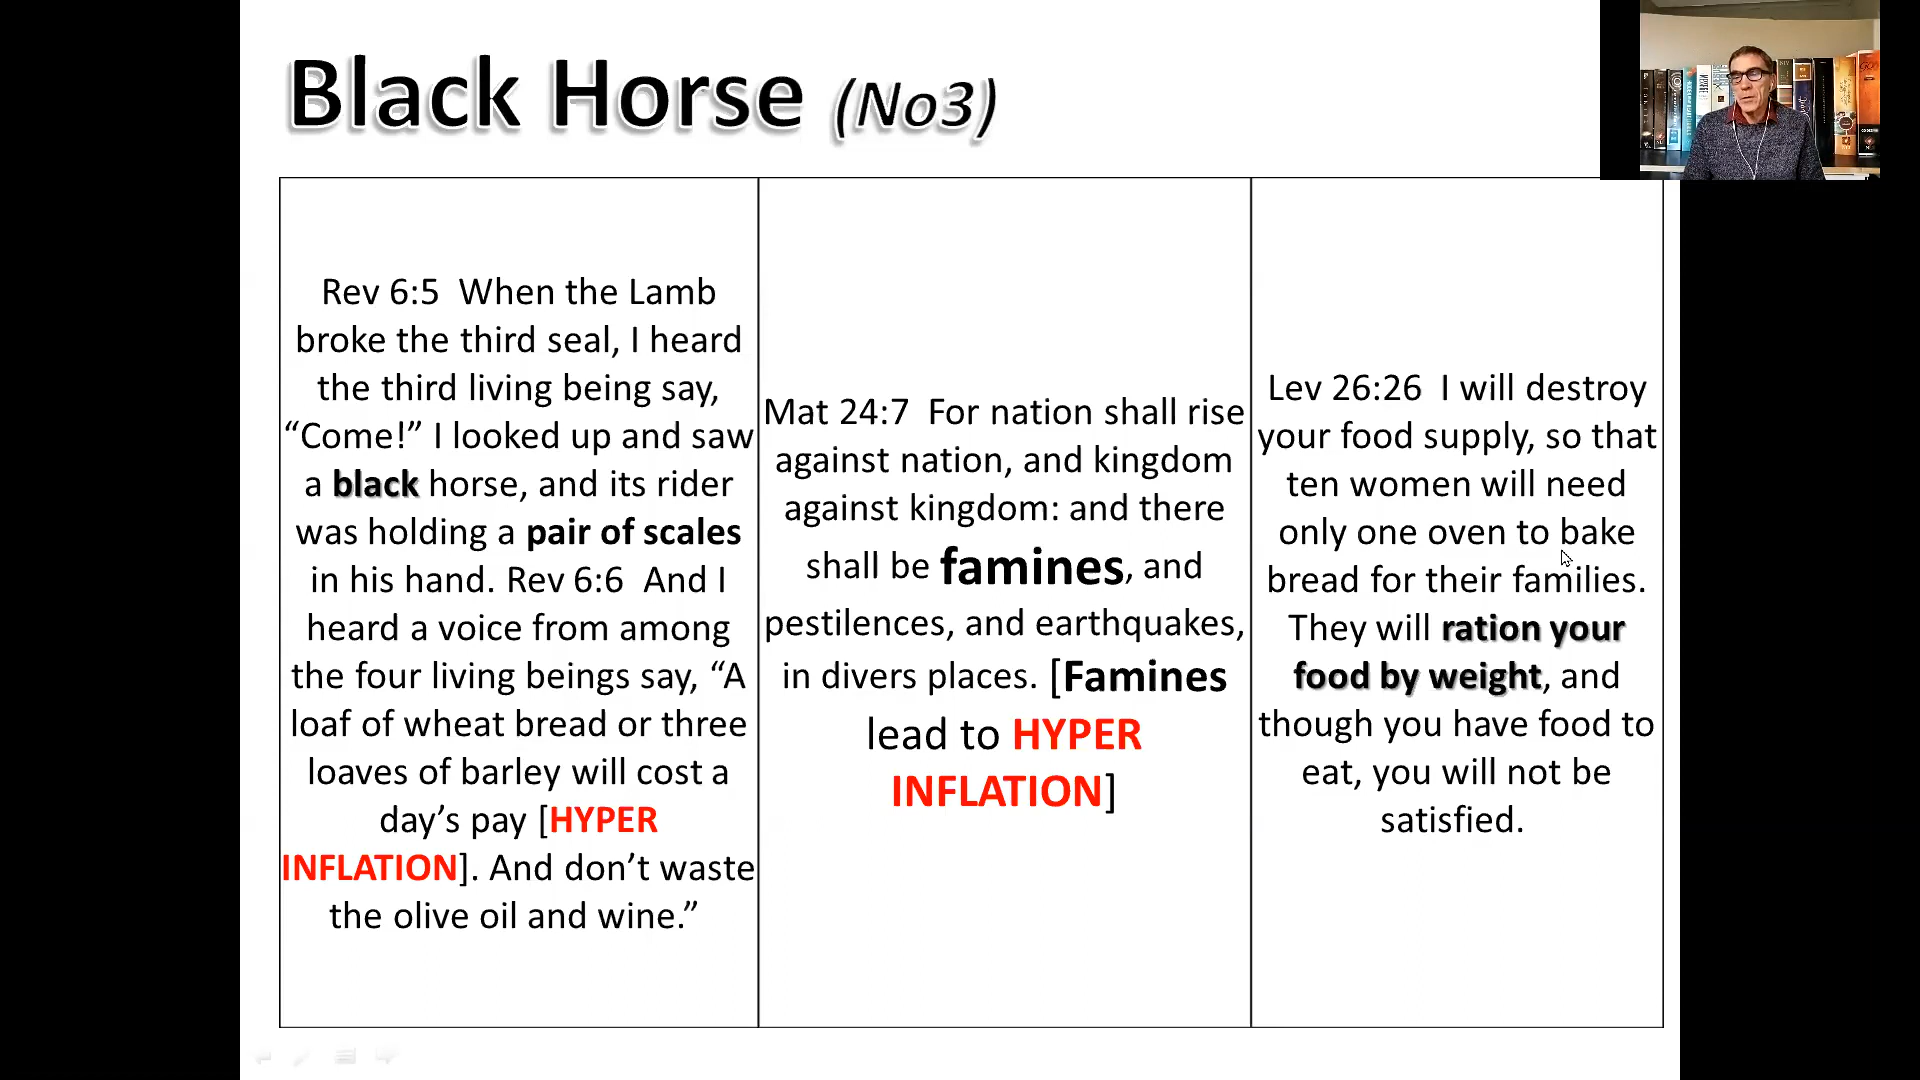 Black Horse (No3)
Rev 6:5  When the Lamb
broke the third seal, I heard
the third living being say,
“Come!” I looked up and saw
a black horse, and its rider
was holding a pair of scales
in his hand. Rev 6:6  And I
heard a voice from among
the four living beings say, “A
loaf of wheat bread or three
loaves of barley will cost a
day’s pay [HYPER
INFLATION]. And don’t waste
the olive oil and wine.”
Mat 24:7  For nation shall rise
against nation, and kingdom
against kingdom: and there
shall be famines, and
pestilences, and earthquakes,
in divers places. [Famines
lead to HYPER
INFLATION]
Lev 26:26  I will destroy
your food supply, so that
ten women will need
only one oven to bake
bread for their families.
They will ration your
food by weight, and
though you have food to
eat, you will not be
satisfied.